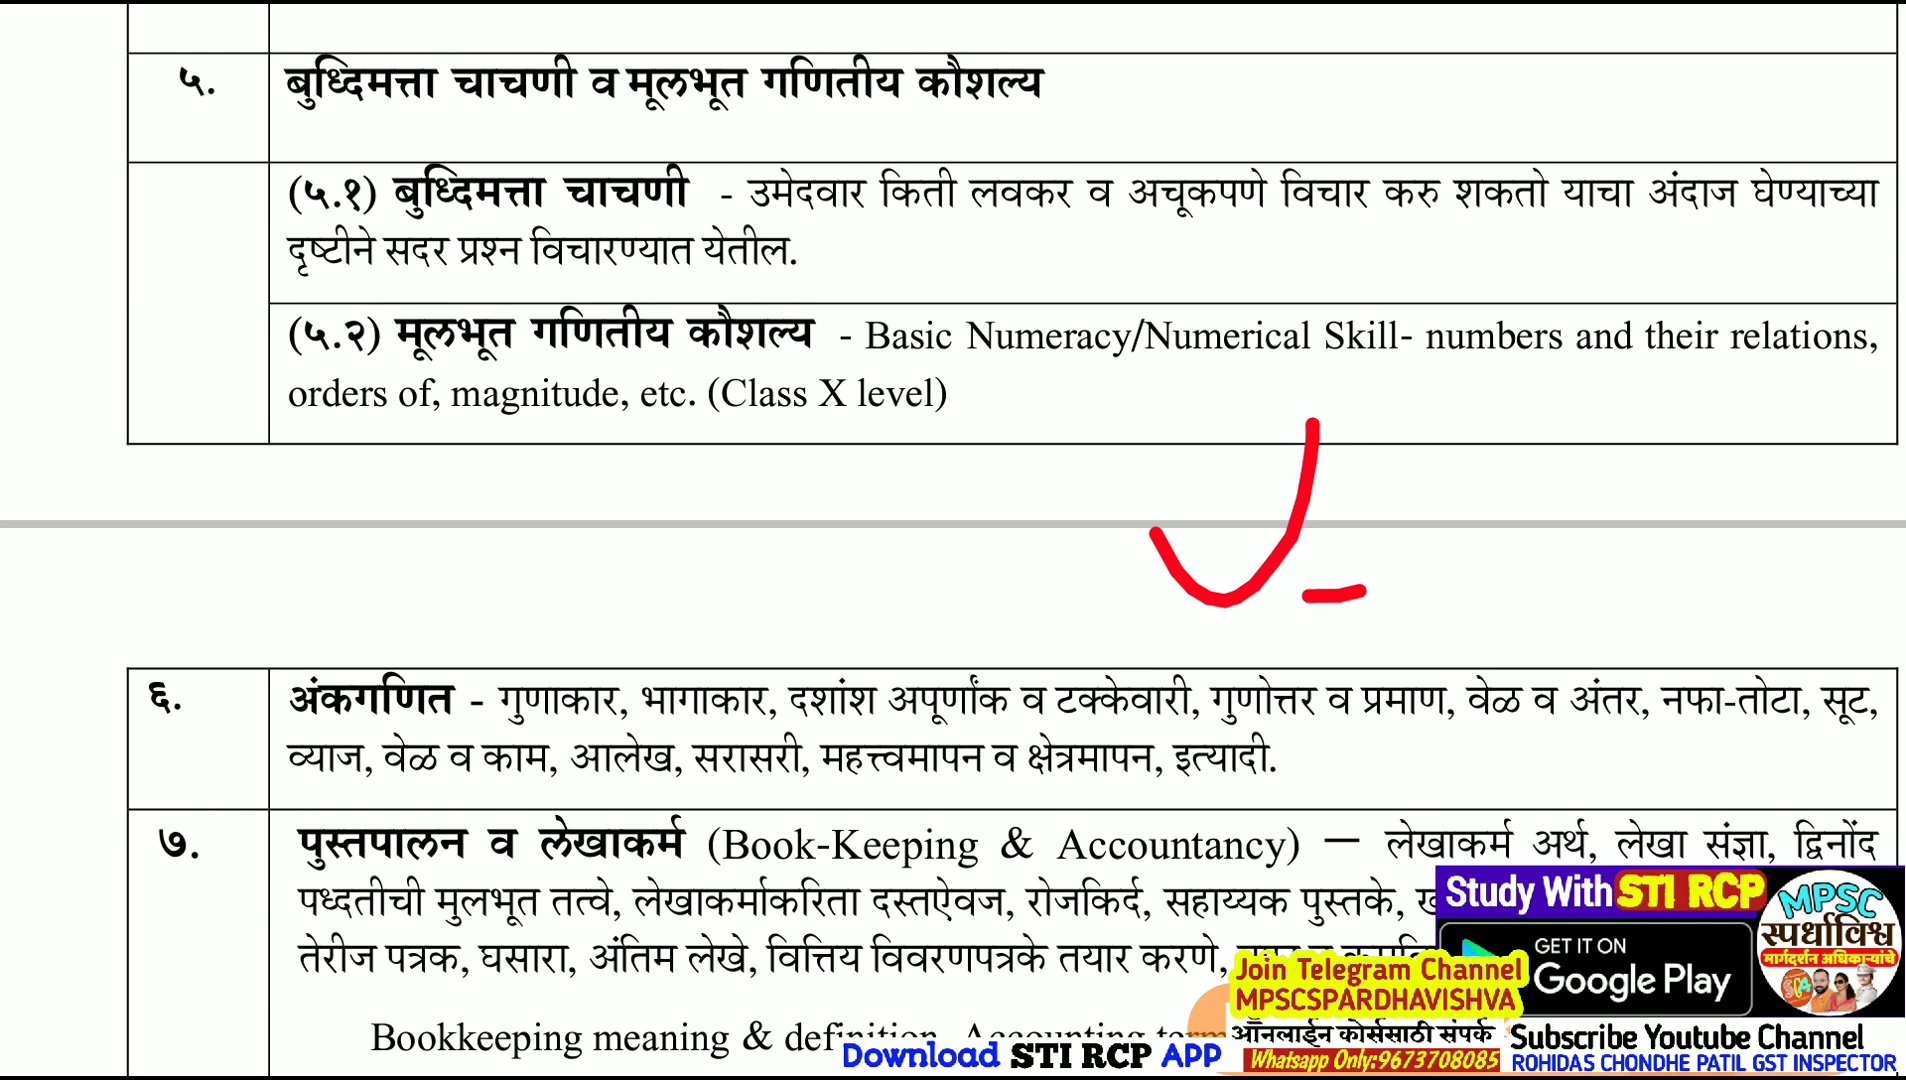 ५. बुध्दिमत्ता चाचणी व मूलभूत गणितीय कौशल्य
(५.१) बुध्दिमत्ता चाचणी - उमेदवार किती लवकर व अचूकपणे विचार करु शकतो याचा अंदाज घेण्याच्या
दृष्टीने सदर प्रश्न विचारण्यात येतील.
(५.२) मूलभूत गणितीय कौशल्य - Basic Numeracy/Numerical Skill- numbers and their relations,
orders of, magnitude, etc. (Class X level)
६. अंकगणित - गुणाकार, भागाकार, दशांश अपूर्णांक व टक्केवारी, गुणोत्तर व प्रमाण, वेळ व अंतर, नफा-तोटा, सूट,
व्याज, वेळ व काम, आलेख, सरासरी, महत्त्वमापन व क्षेत्रमापन, इत्यादी.
७. पुस्तपालन व लेखाकर्म (Book-Keeping & Accountancy) – लेखाकर्म अर्थ, लेखा संज्ञा, द्विनोंद
पध्दतीची मुलभूत तत्वे, लेखाकर्माकरिता दस्तऐवज, रोजकिर्द, सहाय्यक पुस्तके,
तेरीज पत्रक, घसारा, अंतिम लेखे, वित्तिय विवरणपत्रके तयार करणे,
Bookkeeping meaning & definition, Accounting
Study With STI RCP
GET IT ON
Google Play
MPSC
स्पर्धाविश्व
मार्गदर्शन अधिकाऱ्यांचे
Join Telegram Channel
MPSCSPARDHAVISHVA
ऑनलाईन कोर्ससाठी संपर्क
Whatsapp Only:9673708085
Download STI RCP APP
Subscribe Youtube Channel
ROHIDAS CHONDHE PATIL GST INSPECTOR